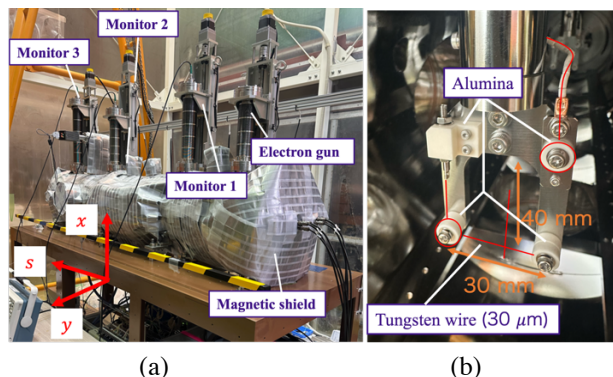 Monitor 2
Monitor 3
Electron gun
Monitor 1
x
s
y
Magnetic shield
Alumina
40 mm
30 mm
Tungsten wire (30 μm)
(a)
(b)